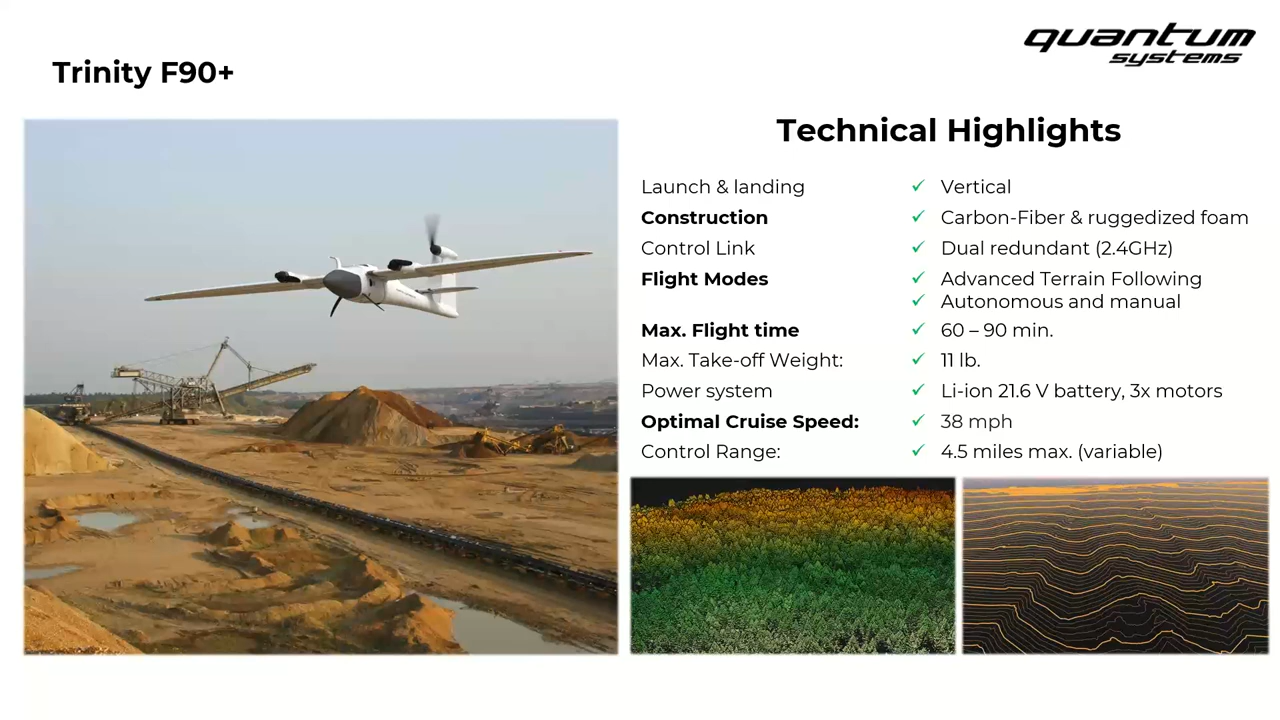 quantum
systems
Trinity F90+
Technical Highlights
Launch & landing ✓ Vertical
Construction ✓ Carbon-Fiber & ruggedized foam
Control Link ✓ Dual redundant (2.4GHz)
Flight Modes ✓ Advanced Terrain Following
✓ Autonomous and manual
Max. Flight time ✓ 60 – 90 min.
Max. Take-off Weight: ✓ 11 lb.
Power system ✓ Li-ion 21.6 V battery, 3x motors
Optimal Cruise Speed: ✓ 38 mph
Control Range: ✓ 4.5 miles max. (variable)